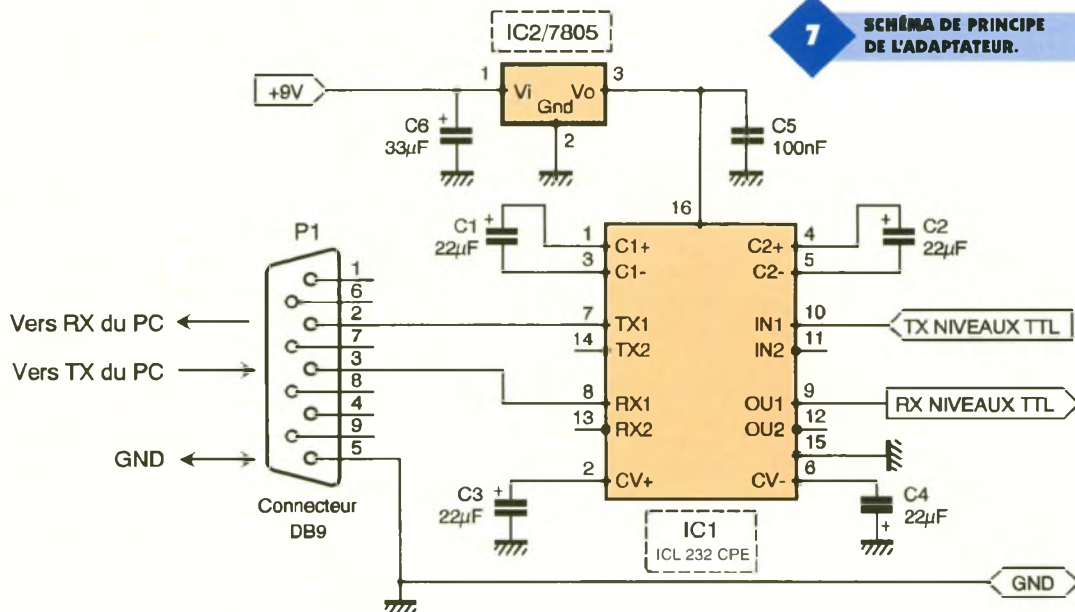 7
SCHÉMA DE PRINCIPE
DE L'ADAPTATEUR.
IC2/7805
+9V
1
Vi
Vo
3
Gnd
2
C6
+
33µF
C5
100nF
16
C1
+
22µF
1
C1+
3
C1-
C2+
4
C2-
5
+
C2
22µF
P1
1
6
2
7
3
8
4
9
5
Vers RX du PC
Vers TX du PC
GND
Connecteur
DB9
7
TX1
14
TX2
8
RX1
13
RX2
2
CV+
IN1
10
IN2
11
OU1
9
OU2
12
15
CV-
6
TX NIVEAUX TTL
RX NIVEAUX TTL
C3
+
22µF
C4
22µF
+
IC1
ICL 232 CPE
GND